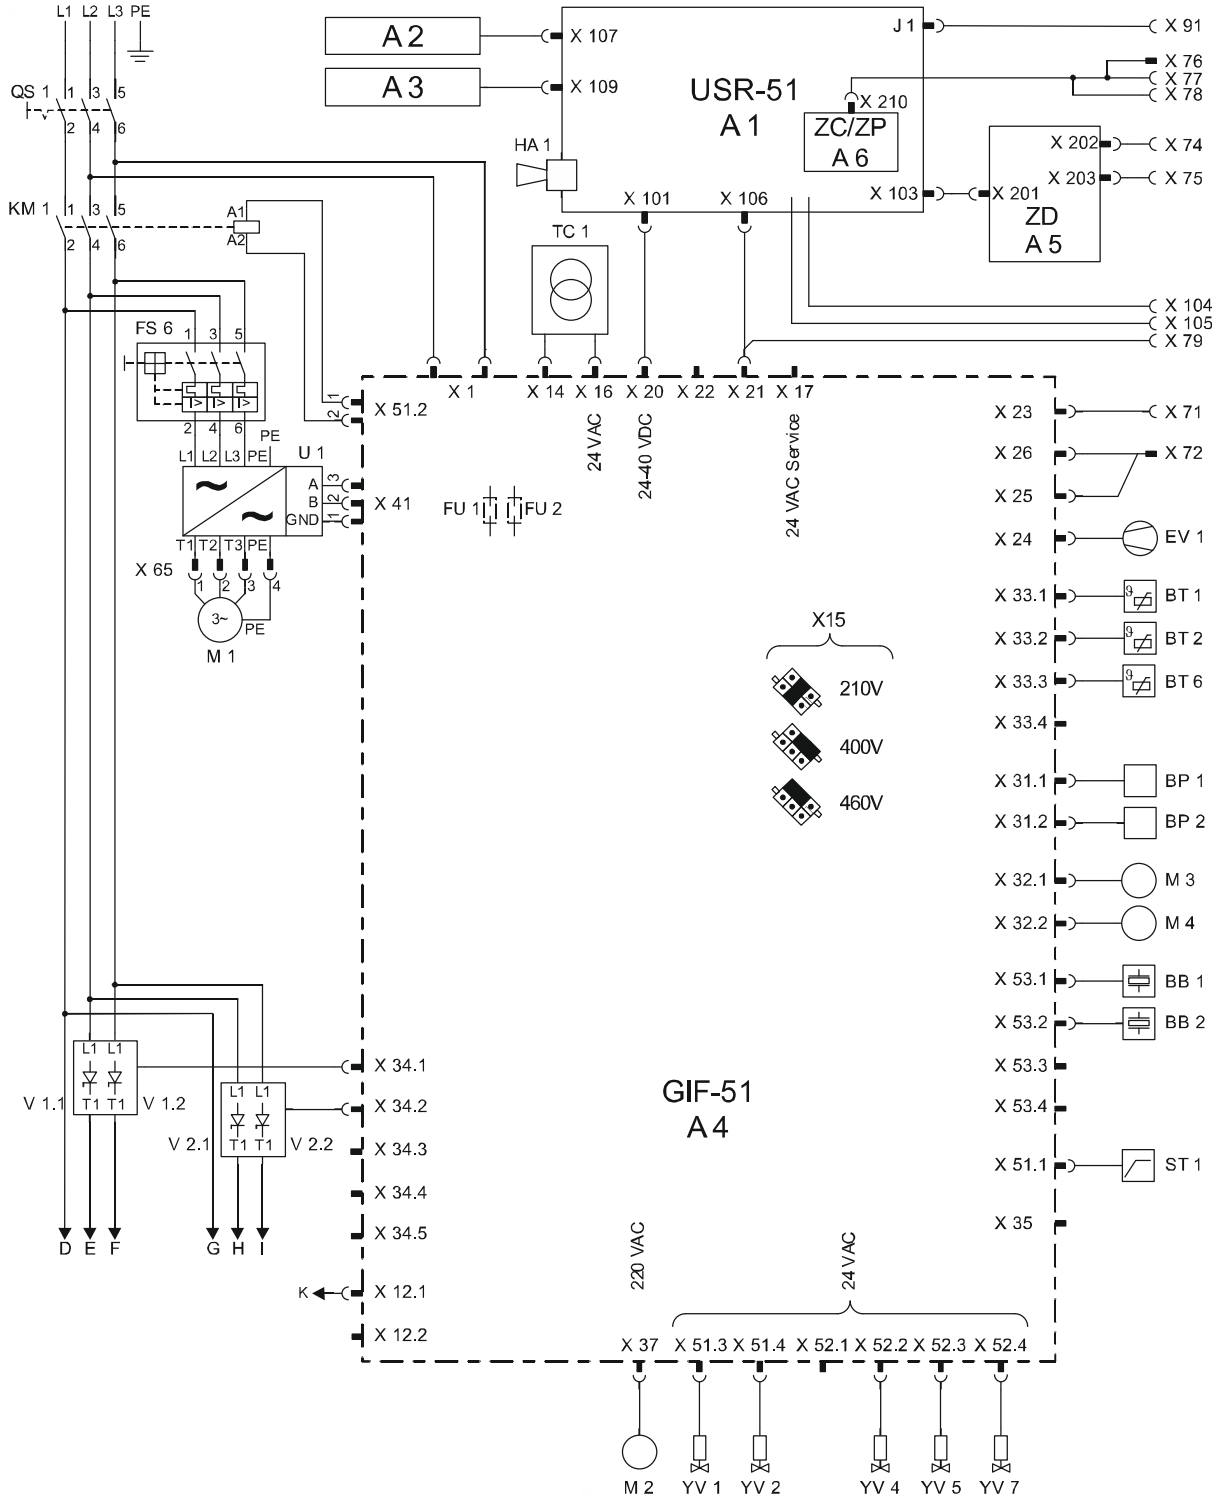 L1 L2 L3 PE
A 2
X 107
J 1
X 91
A 3
X 109
USR-51
A 1
X 76
X 77
X 78
QS 1
1 3 5
2 4 6
X 210
ZC/ZP
A 6
HA 1
X 202
X 74
X 203
X 75
X 101
X 106
X 103
X 201
ZD
A 5
KM 1
1 3 5
2 4 6
A1
A2
TC 1
X 104
X 105
X 79
FS 6
1 3 5
I> I> I>
2 4 6
PE
X 1
X 14
X 16
X 20
X 22
X 21
X 17
24 VAC
24-40 VDC
24 VAC Service
1
2
X 51.2
X 23
X 71
L1 L2 L3 PE
U 1
A 3
B 2
GND 1
X 41
FU 1
FU 2
X 26
X 72
X 25
T1 T2 T3 PE
X 65
1 2 3 4
3~
PE
M 1
X 24
EV 1
X 33.1
ϑ
BT 1
X 33.2
ϑ
BT 2
X 33.3
ϑ
BT 6
X 33.4
X15
210V
400V
460V
X 31.1
BP 1
X 31.2
BP 2
X 32.1
M 3
X 32.2
M 4
X 53.1
BB 1
X 53.2
BB 2
X 53.3
X 53.4
X 51.1
ST 1
X 35
L1 L1
V 1.1
T1 T1
V 1.2
X 34.1
L1 L1
V 2.1
T1 T1
V 2.2
X 34.2
X 34.3
X 34.4
X 34.5
GIF-51
A 4
D E F G H I
K
X 12.1
X 12.2
220 VAC
24 VAC
X 37
X 51.3
X 51.4
X 52.1
X 52.2
X 52.3
X 52.4
M 2
YV 1
YV 2
YV 4
YV 5
YV 7